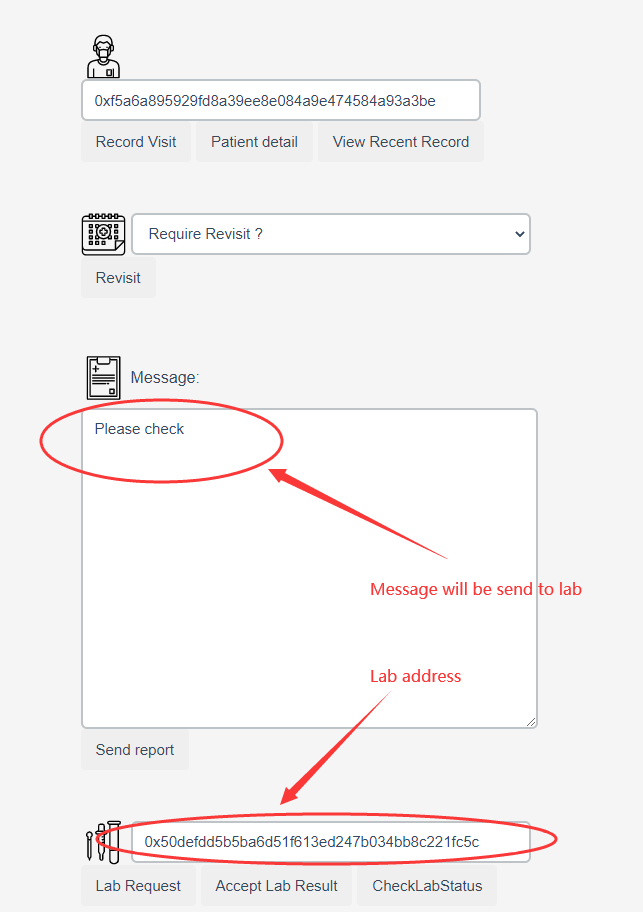 0xf5a6a895929fd8a39ee8e084a9e474584a93a3be
Record Visit Patient detail View Recent Record
Require Revisit ?
Revisit
Message:
Please check
Message will be send to lab
Lab address
Send report
0x50defdd5b5ba6d51f613ed247b034bb8c221fc5c
Lab Request Accept Lab Result CheckLabStatus